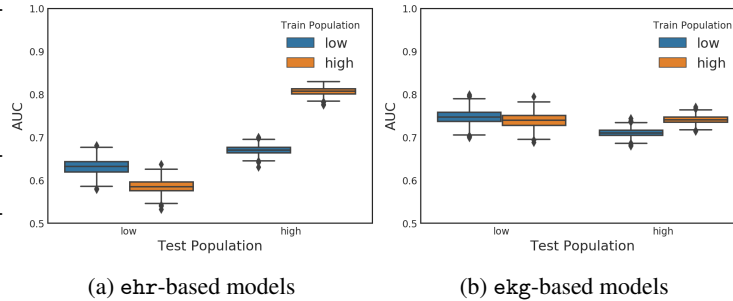 1.0
0.9
0.8
0.7
0.6
0.5
AUC
low
high
Test Population
Train Population
low
high
(a) ehr-based models
1.0
0.9
0.8
0.7
0.6
0.5
AUC
low
high
Test Population
Train Population
low
high
(b) ekg-based models